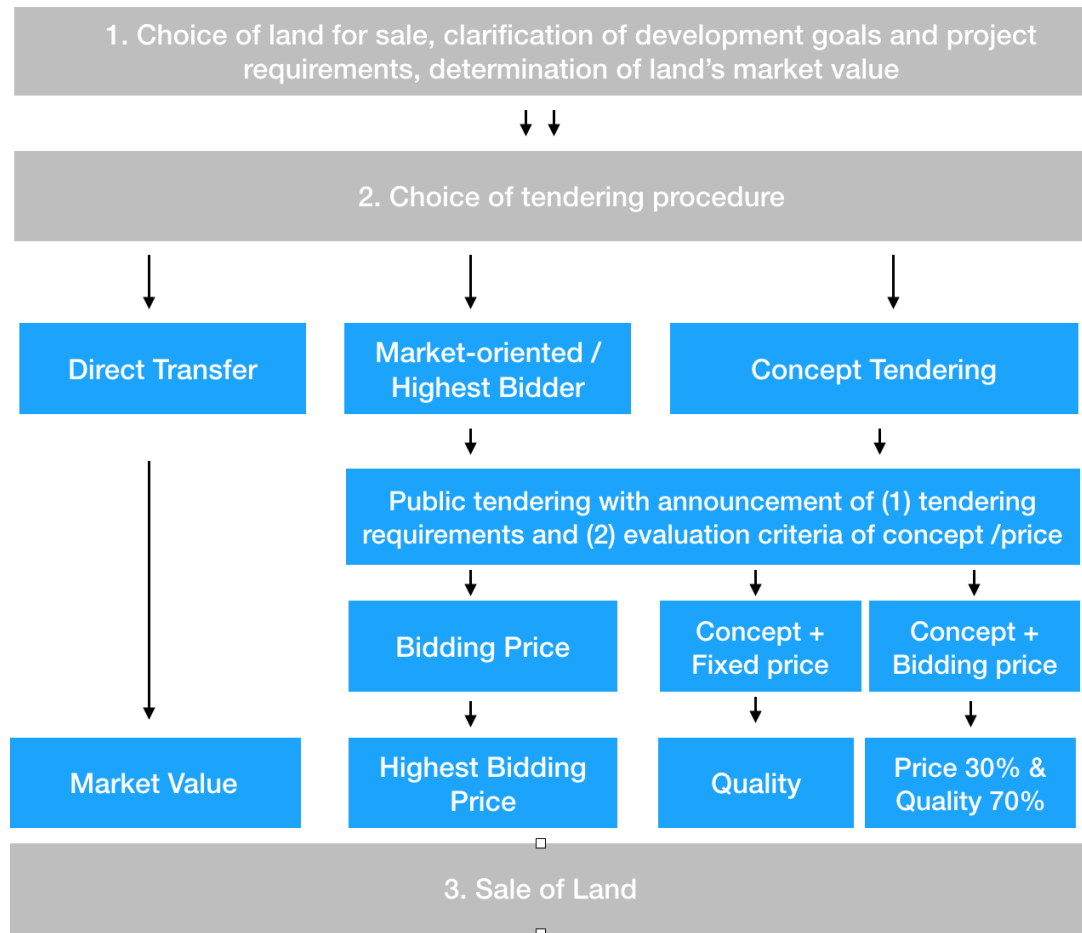 1. Choice of land for sale, clarification of development goals and project
requirements, determination of land's market value
2. Choice of tendering procedure
Direct Transfer
Market-oriented /
Highest Bidder
Concept Tendering
Public tendering with announcement of (1) tendering
requirements and (2) evaluation criteria of concept /price
Bidding Price
Concept +
Fixed price
Concept +
Bidding price
Market Value
Highest Bidding
Price
Quality
Price 30% &
Quality 70%
3. Sale of Land